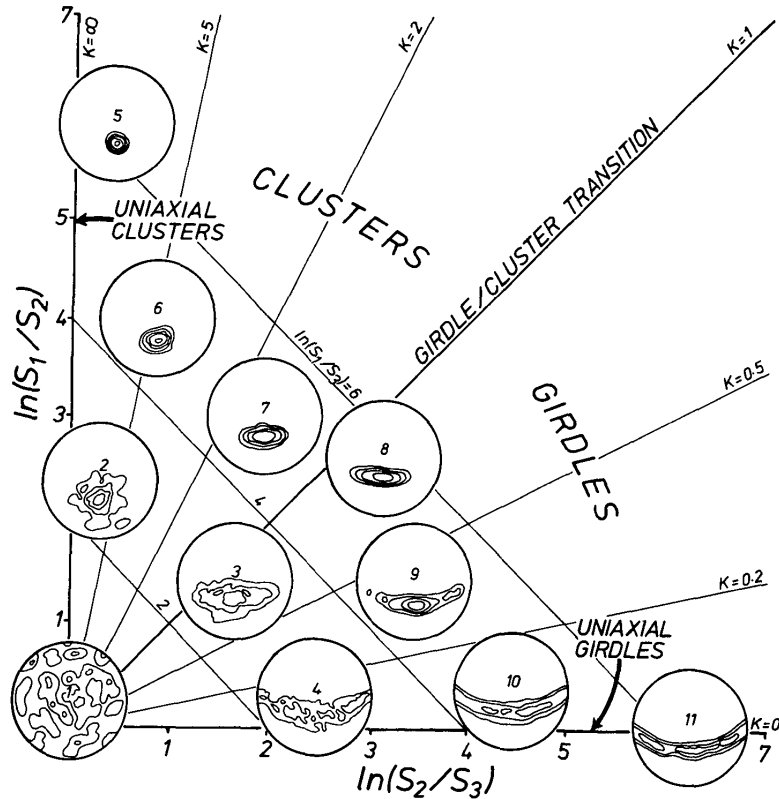 7
K=∞
K=5
K=2
K=1
5
CLUSTERS
GIRDLE/CLUSTER TRANSITION
5
UNIAXIAL
CLUSTERS
6
ln(S₁/S₂)
4
ln(S₁/S₃)=6
3
7
8
K=0.5
GIRDLES
2
4
3
9
K=0.2
2
1
UNIAXIAL
GIRDLES
1
4
10
11
K=0
1
2
3
4
5
7
ln(S₂/S₃)